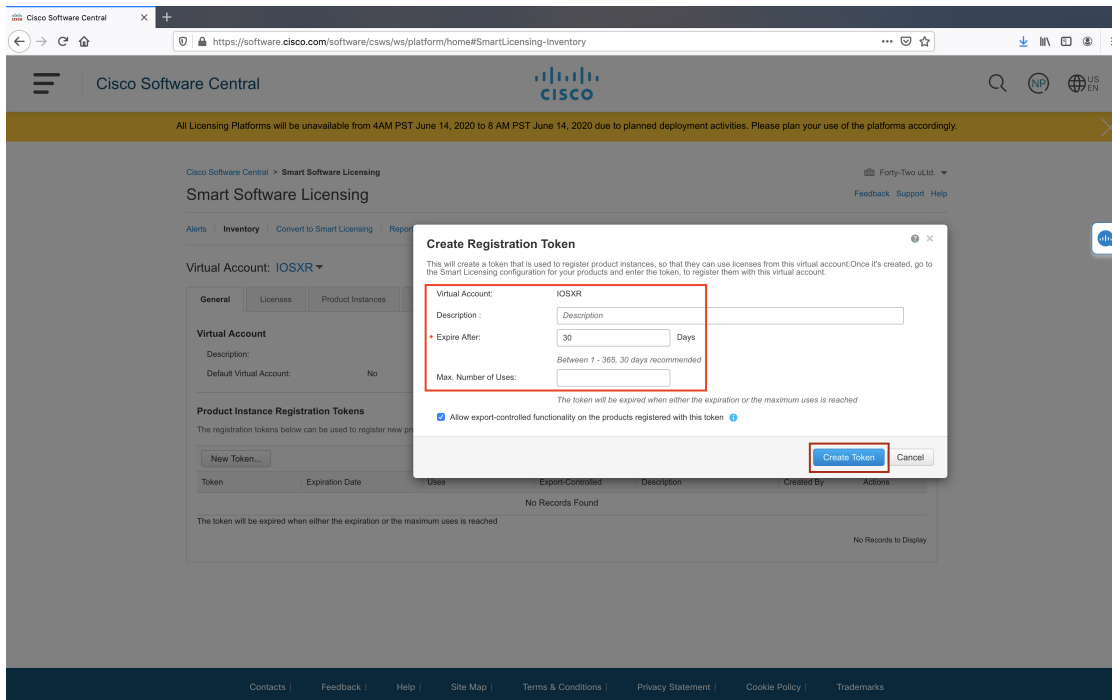 Cisco Software Central
https://software.cisco.com/software/csws/ws/platform/home#SmartLicensing-Inventory
Cisco Software Central
CISCO
NP
US
EN
All Licensing Platforms will be unavailable from 4AM PST June 14, 2020 to 8 AM PST June 14, 2020 due to planned deployment activities. Please plan your use of the platforms accordingly.
Cisco Software Central > Smart Software Licensing
Forty-Two uLtd.
Smart Software Licensing
Feedback Support Help
Alerts Inventory Convert to Smart Licensing Report
Virtual Account: IOSXR
General Licenses Product Instances
Virtual Account
Description:
Default Virtual Account: No
Product Instance Registration Tokens
The registration tokens below can be used to register new pr
New Token...
Token Expiration Date Uses Export-Controlled Description Created By Actions
No Records Found
The token will be expired when either the expiration or the maximum uses is reached
No Records to Display
Create Registration Token
This will create a token that is used to register product instances, so that they can use licenses from this virtual account.Once it's created, go to
the Smart Licensing configuration for your products and enter the token, to register them with this virtual account.
Virtual Account: IOSXR
Description : Description
* Expire After: 30 Days
Between 1 - 365, 30 days recommended
Max. Number of Uses:
The token will be expired when either the expiration or the maximum uses is reached
Allow export-controlled functionality on the products registered with this token
Create Token Cancel
Contacts | Feedback | Help | Site Map | Terms & Conditions | Privacy Statement | Cookie Policy | Trademarks